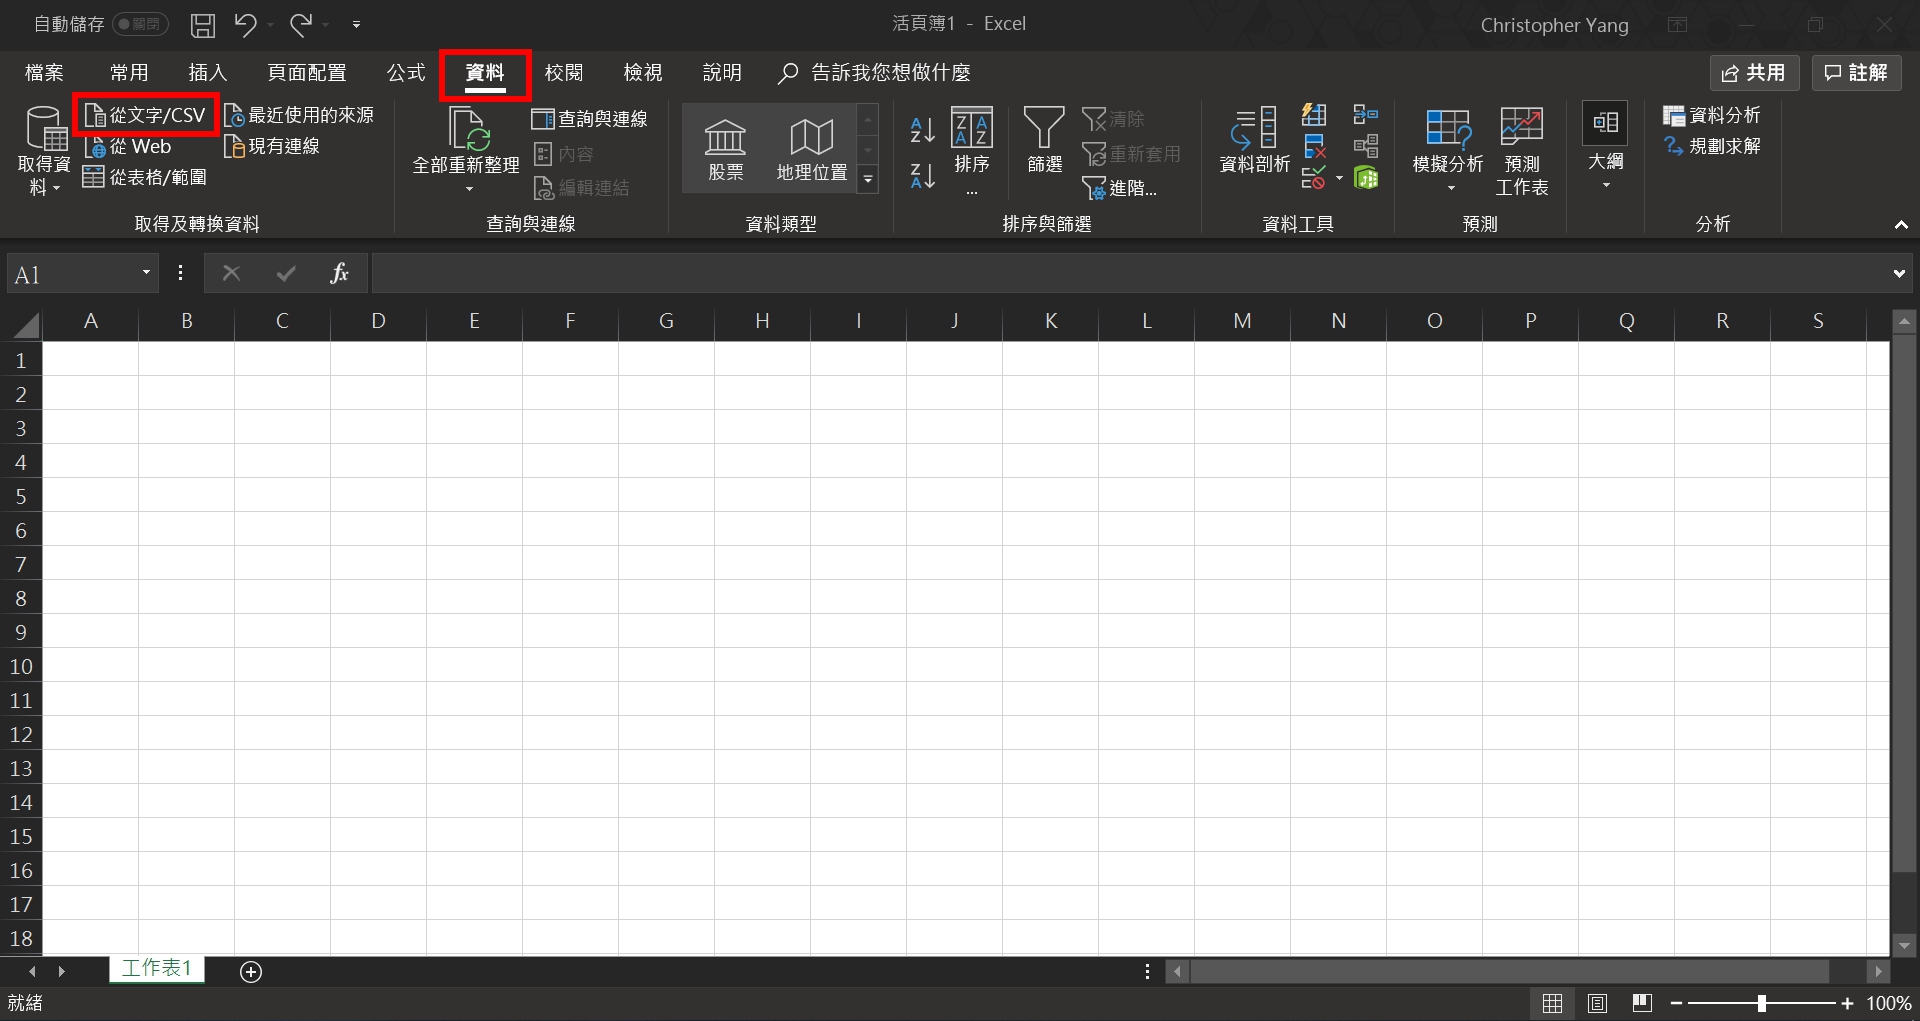 自動儲存 關閉
活頁簿1 - Excel
Christopher Yang
檔案 常用 插入 頁面配置 公式 資料 校閱 檢視 說明 告訴我您想做什麼
共用 註解
取得資料
從文字/CSV
從 Web
從表格/範圍
最近使用的來源
現有連線
取得及轉換資料
全部重新整理
查詢與連線
內容
編輯連結
查詢與連線
股票
地理位置
資料類型
排序
...
篩選
清除
重新套用
進階...
排序與篩選
資料剖析
資料工具
模擬分析
預測
工作表
預測
大綱
資料分析
規劃求解
分析
A1
fx
A B C D E F G H I J K L M N O P Q R S
1
2
3
4
5
6
7
8
9
10
11
12
13
14
15
16
17
18
工作表1
就緒
100%